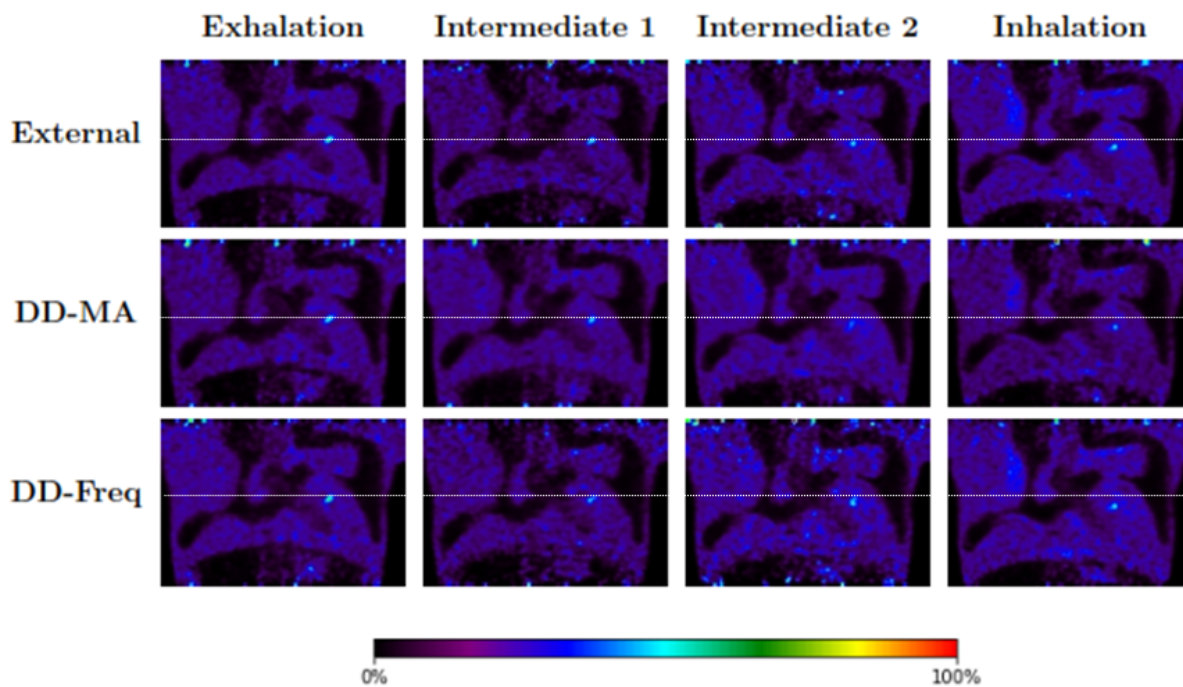 Exhalation Intermediate 1 Intermediate 2 Inhalation
External
DD-MA
DD-Freq
0% 100%